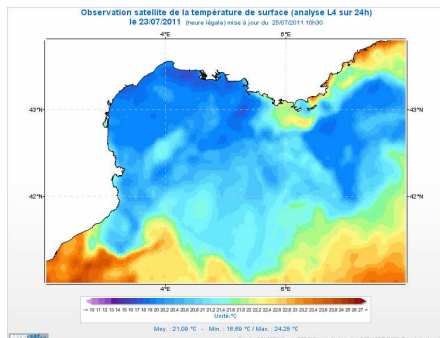 Observation satellite de la température de surface (analyse L4 sur 24h)
le 23/07/2011 (heure légale) mise à jour du 25/07/2011 10h30
4°E 6°E
43°N 43°N
42°N 42°N
4°E 6°E
Unité: °C
Moy. : 21,09 °C - Min. : 16,69 °C / Max. : 24,26 °C